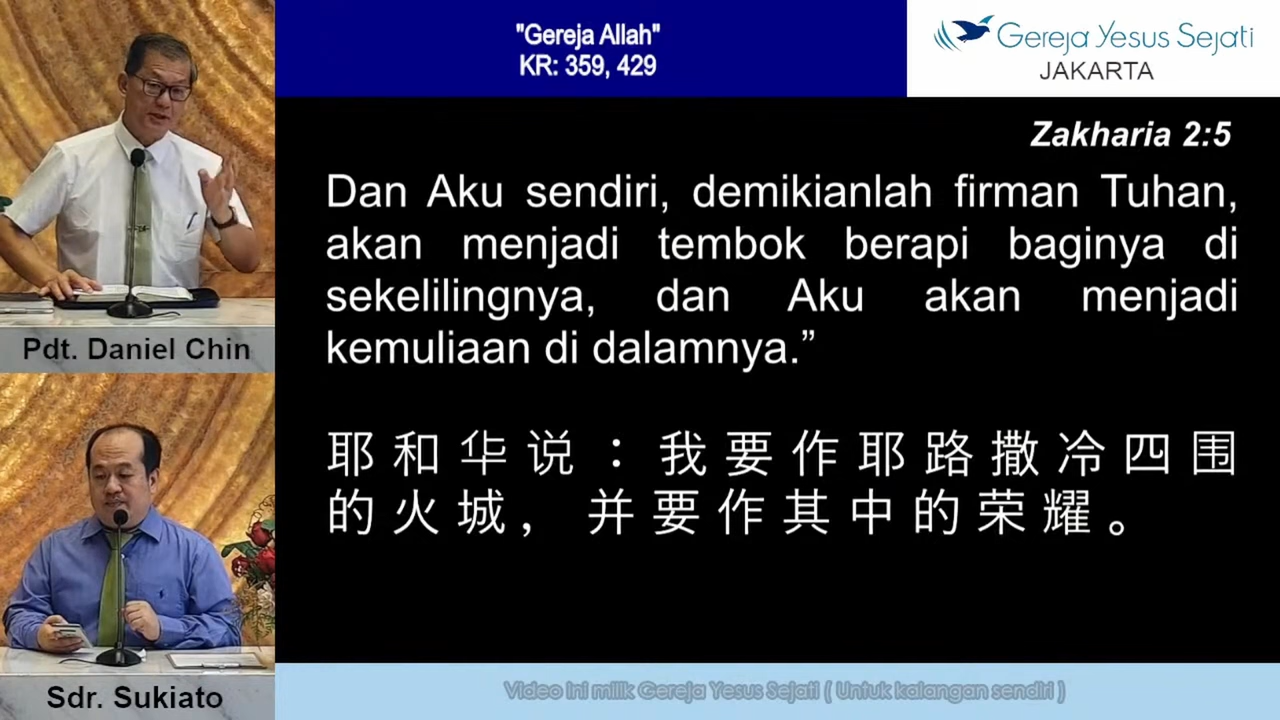 "Gereja Allah"
KR: 359, 429
Gereja Yesus Sejati
JAKARTA
Zakharia 2:5
Dan Aku sendiri, demikianlah firman Tuhan,
akan menjadi tembok berapi baginya di
sekelilingnya, dan Aku akan menjadi
kemuliaan di dalamnya.”
耶和华说：我要作耶路撒冷四围
的火城，并要作其中的荣耀。
Pdt. Daniel Chin
Sdr. Sukiato
Video ini milik Gereja Yesus Sejati ( Untuk kalangan sendiri )